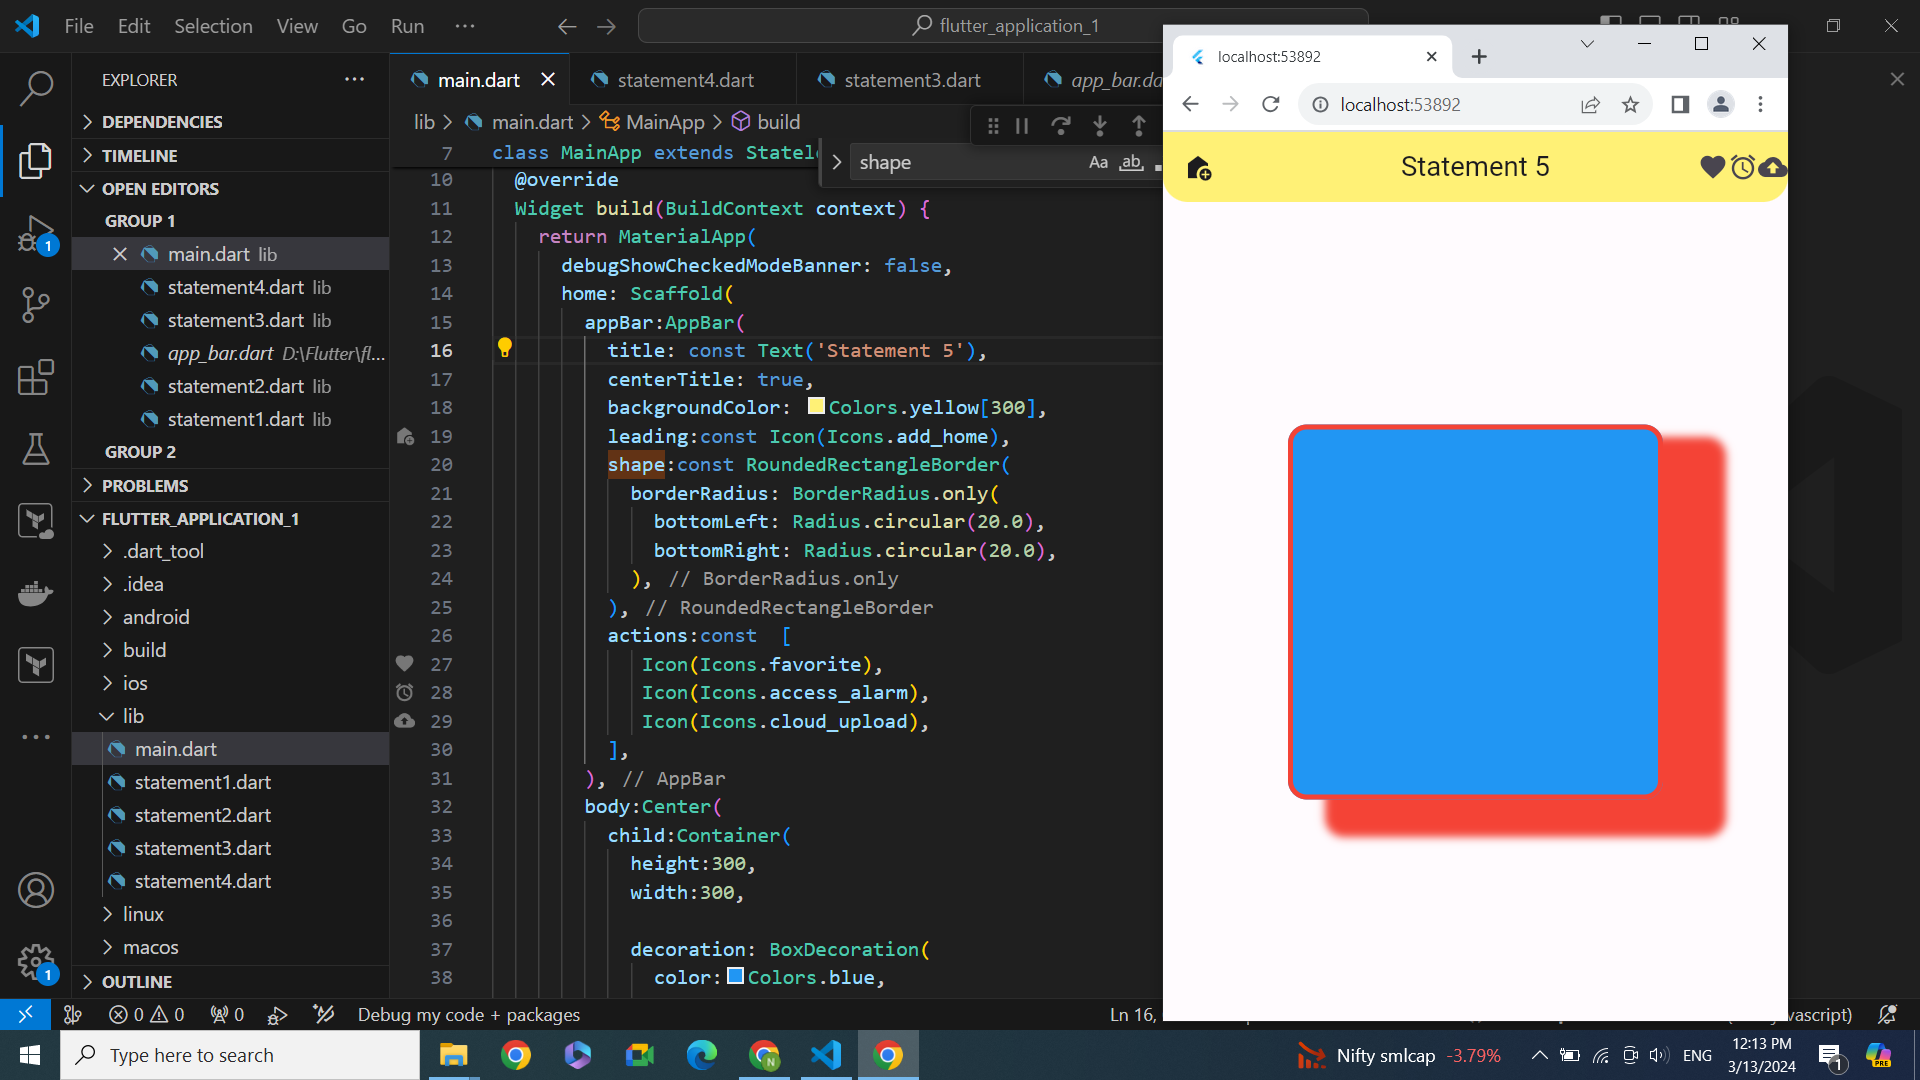 File Edit Selection View Go Run ...
flutter_application_1
EXPLORER
DEPENDENCIES
TIMELINE
OPEN EDITORS
GROUP 1
main.dart lib
statement4.dart lib
statement3.dart lib
app_bar.dart D:\Flutter\fl...
statement2.dart lib
statement1.dart lib
GROUP 2
PROBLEMS
FLUTTER_APPLICATION_1
.dart_tool
.idea
android
build
ios
lib
main.dart
statement1.dart
statement2.dart
statement3.dart
statement4.dart
linux
macos
OUTLINE
1
1
main.dart statement4.dart statement3.dart app_bar.da
lib > main.dart > MainApp > build
shape Aa ab
7 class MainApp extends Statel
10 @override
11 Widget build(BuildContext context) {
12 return MaterialApp(
13 debugShowCheckedModeBanner: false,
14 home: Scaffold(
15 appBar:AppBar(
16 title: const Text('Statement 5'),
17 centerTitle: true,
18 backgroundColor: Colors.yellow[300],
19 leading:const Icon(Icons.add_home),
20 shape:const RoundedRectangleBorder(
21 borderRadius: BorderRadius.only(
22 bottomLeft: Radius.circular(20.0),
23 bottomRight: Radius.circular(20.0),
24 ), // BorderRadius.only
25 ), // RoundedRectangleBorder
26 actions:const [
27 Icon(Icons.favorite),
28 Icon(Icons.access_alarm),
29 Icon(Icons.cloud_upload),
30 ],
31 ), // AppBar
32 body:Center(
33 child:Container(
34 height:300,
35 width:300,
36
37 decoration: BoxDecoration(
38 color: Colors.blue,
localhost:53892
localhost:53892
Statement 5
0 0 0 Debug my code + packages Ln 16, vascript)
Type here to search
N
Nifty smlcap -3.79%
ENG
12:13 PM
3/13/2024
1
PRE